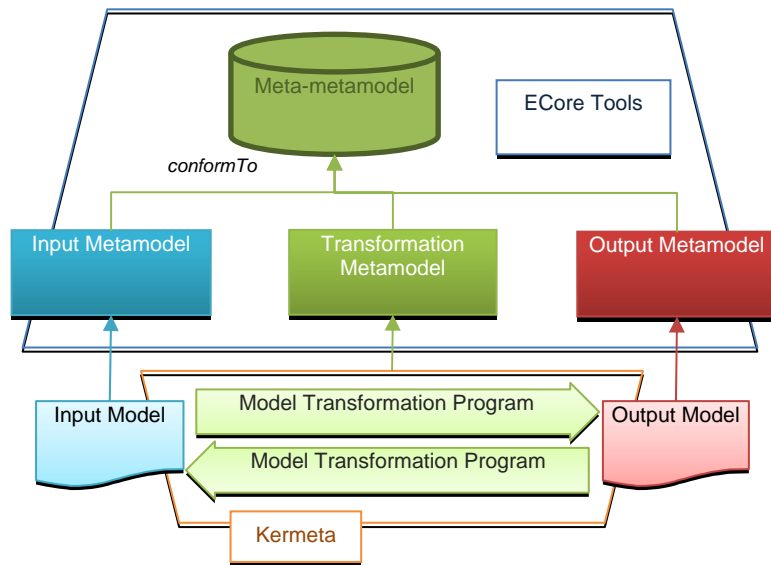 Meta-metamodel
ECore Tools
conformTo
Input Metamodel
Transformation
Metamodel
Output Metamodel
Model Transformation Program
Input Model
Output Model
Model Transformation Program
Kermeta